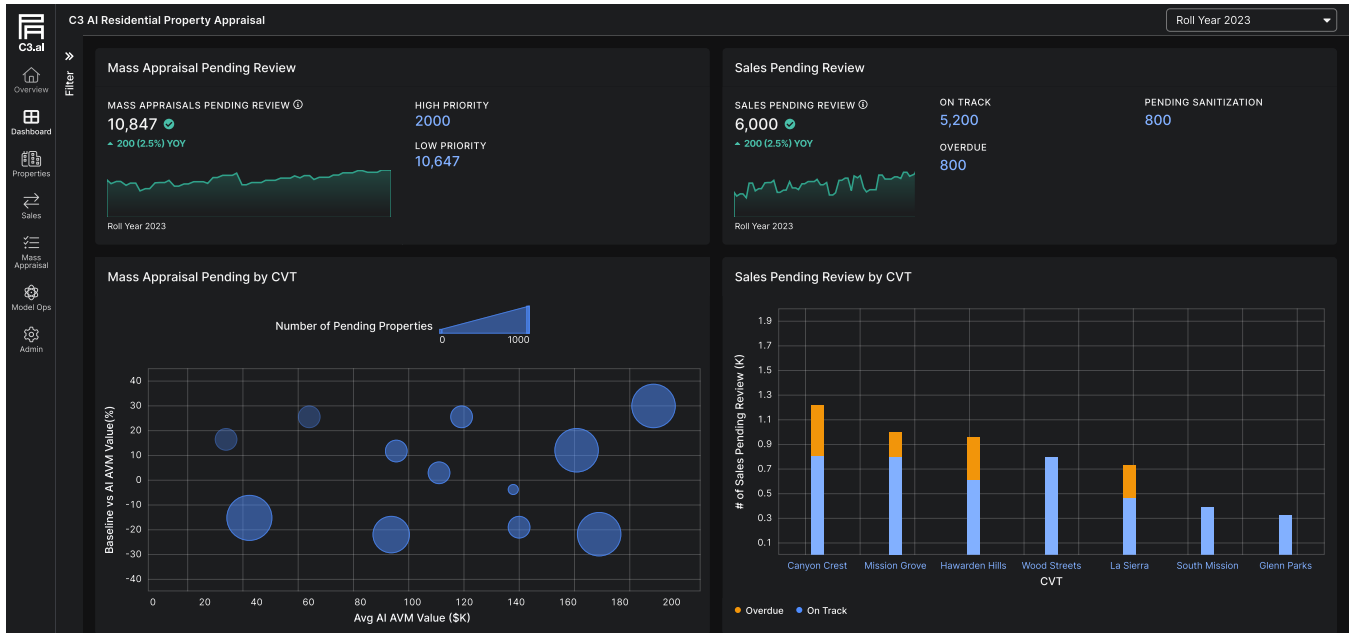 C3.ai
Overview
Dashboard
Properties
Sales
Mass
Appraisal
Model Ops
Admin
C3 AI Residential Property Appraisal
Roll Year 2023
Filter
Mass Appraisal Pending Review
MASS APPRAISALS PENDING REVIEW
10,847
200 (2.5%) YOY
Roll Year 2023
HIGH PRIORITY
2000
LOW PRIORITY
10,647
Sales Pending Review
SALES PENDING REVIEW
6,000
200 (2.5%) YOY
Roll Year 2023
ON TRACK
5,200
OVERDUE
800
PENDING SANITIZATION
800
Mass Appraisal Pending by CVT
Number of Pending Properties
0 1000
Baseline vs AI AVM Value(%)
40
30
20
10
0
-10
-20
-30
-40
0 20 40 60 80 100 120 140 160 180 200
Avg AI AVM Value ($K)
Sales Pending Review by CVT
# of Sales Pending Review (K)
1.9
1.7
1.5
1.3
1.1
0.9
0.7
0.5
0.3
0.1
Canyon Crest Mission Grove Hawarden Hills Wood Streets La Sierra South Mission Glenn Parks
CVT
Overdue On Track